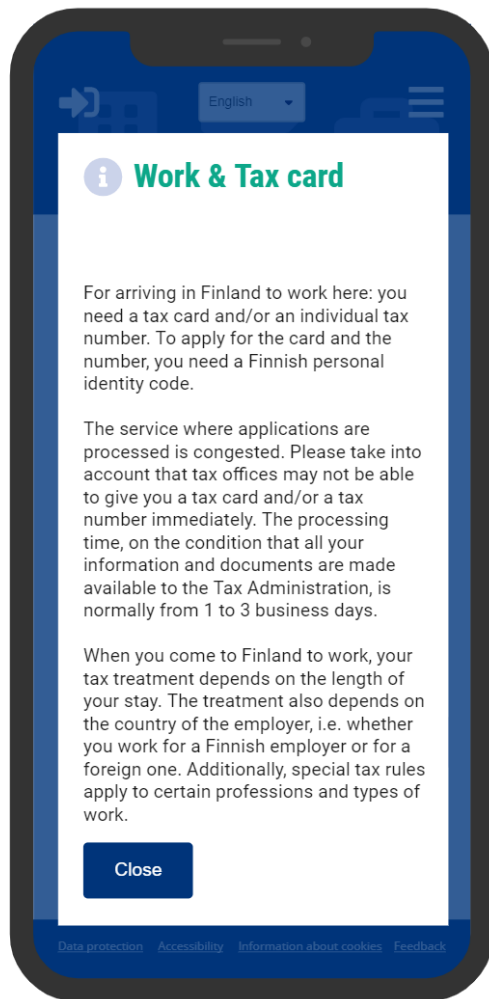 English
Work & Tax card
For arriving in Finland to work here: you
need a tax card and/or an individual tax
number. To apply for the card and the
number, you need a Finnish personal
identity code.
The service where applications are
processed is congested. Please take into
account that tax offices may not be able
to give you a tax card and/or a tax
number immediately. The processing
time, on the condition that all your
information and documents are made
available to the Tax Administration, is
normally from 1 to 3 business days.
When you come to Finland to work, your
tax treatment depends on the length of
your stay. The treatment also depends on
the country of the employer, i.e. whether
you work for a Finnish employer or for a
foreign one. Additionally, special tax rules
apply to certain professions and types of
work.
Close
Data protection Accessibility Information about cookies Feedback